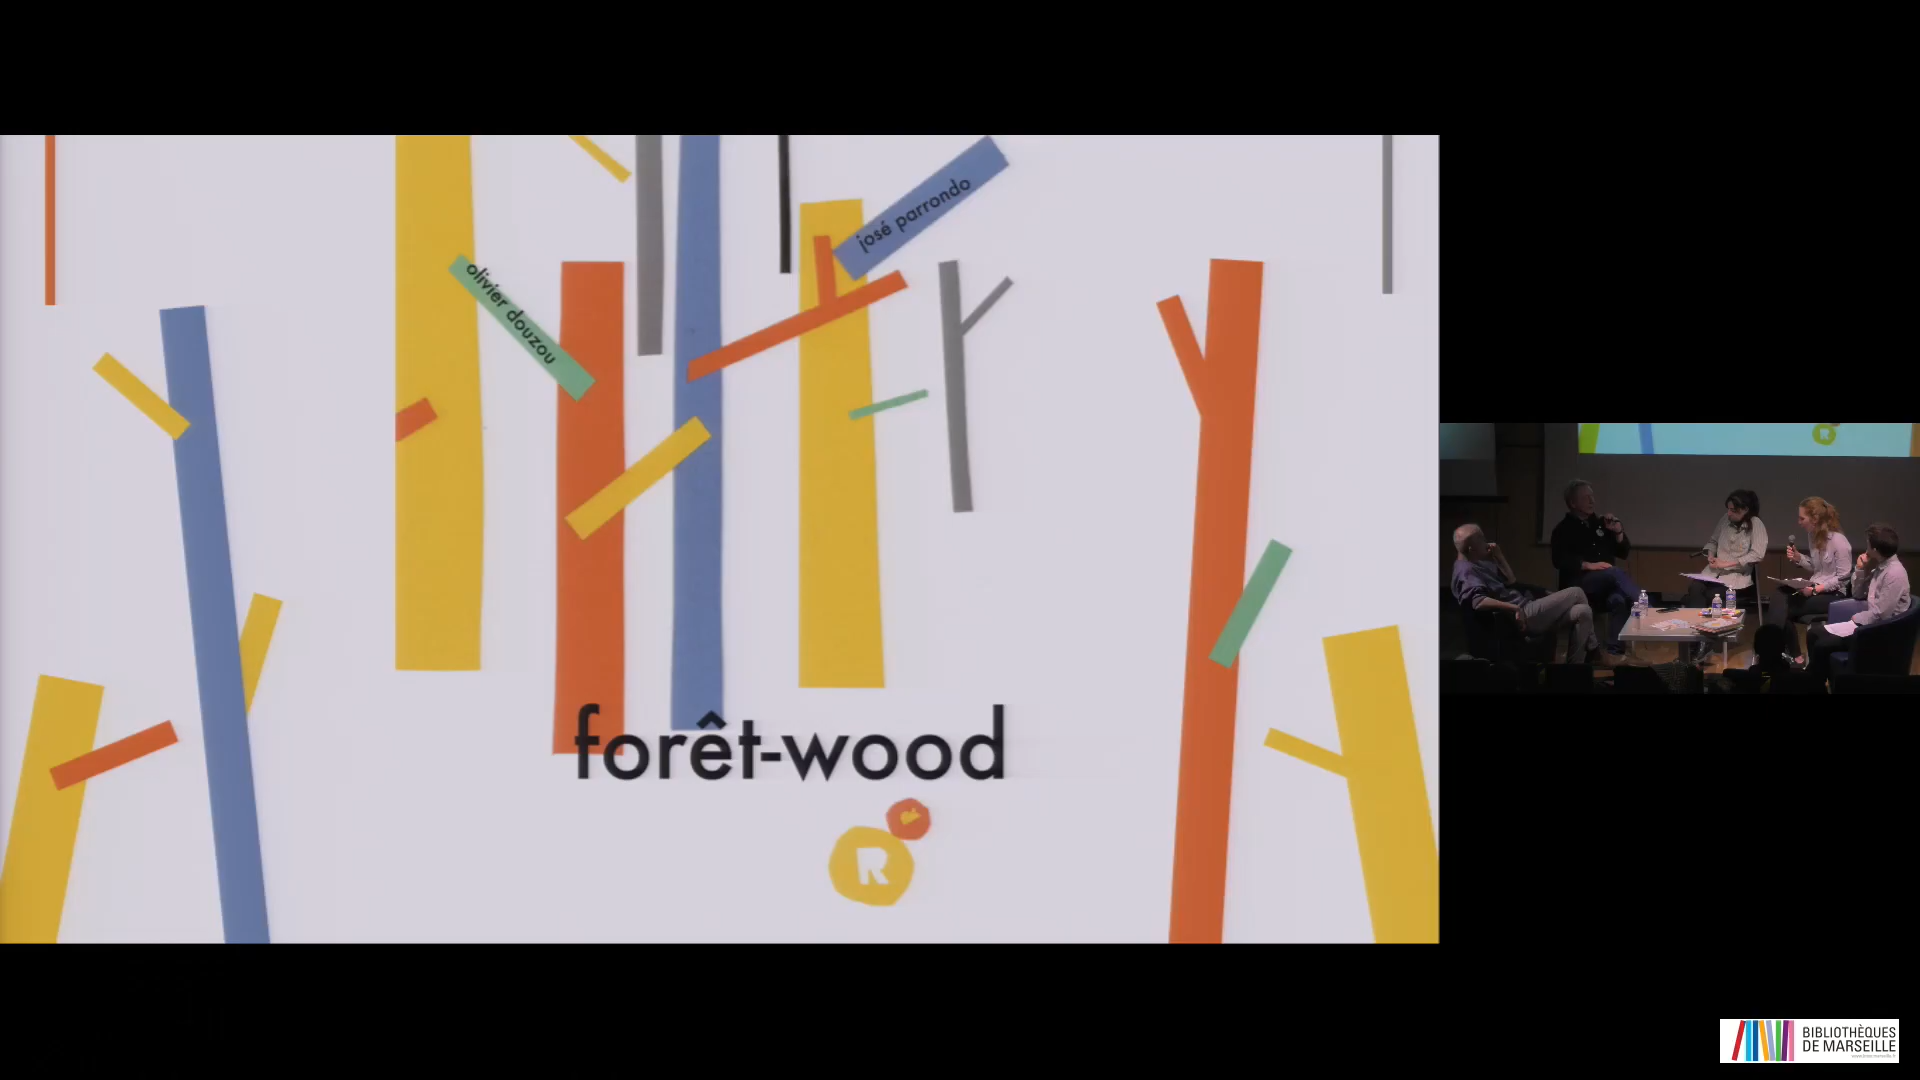 josé parrondo
olivier douzou
forêt-wood
R
R
R
BIBLIOTHÈQUES
DE MARSEILLE